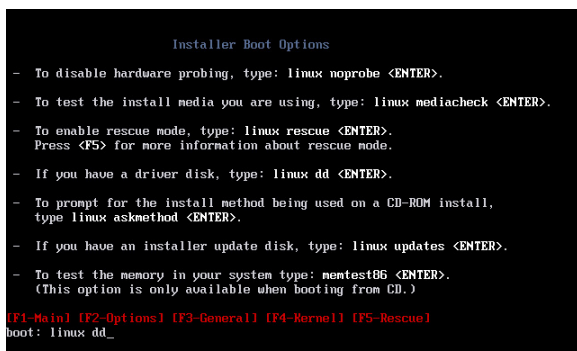 Installer Boot Options
- To disable hardware probing, type: linux noprobe <ENTER>.
- To test the install media you are using, type: linux mediacheck <ENTER>.
- To enable rescue mode, type: linux rescue <ENTER>.
Press <F5> for more information about rescue mode.
- If you have a driver disk, type: linux dd <ENTER>.
- To prompt for the install method being used on a CD-ROM install,
type linux askmethod <ENTER>.
- If you have an installer update disk, type: linux updates <ENTER>.
- To test the memory in your system type: memtest86 <ENTER>.
(This option is only available when booting from CD.)
[F1-Main] [F2-Options] [F3-General] [F4-Kernel] [F5-Rescue]
boot: linux dd_